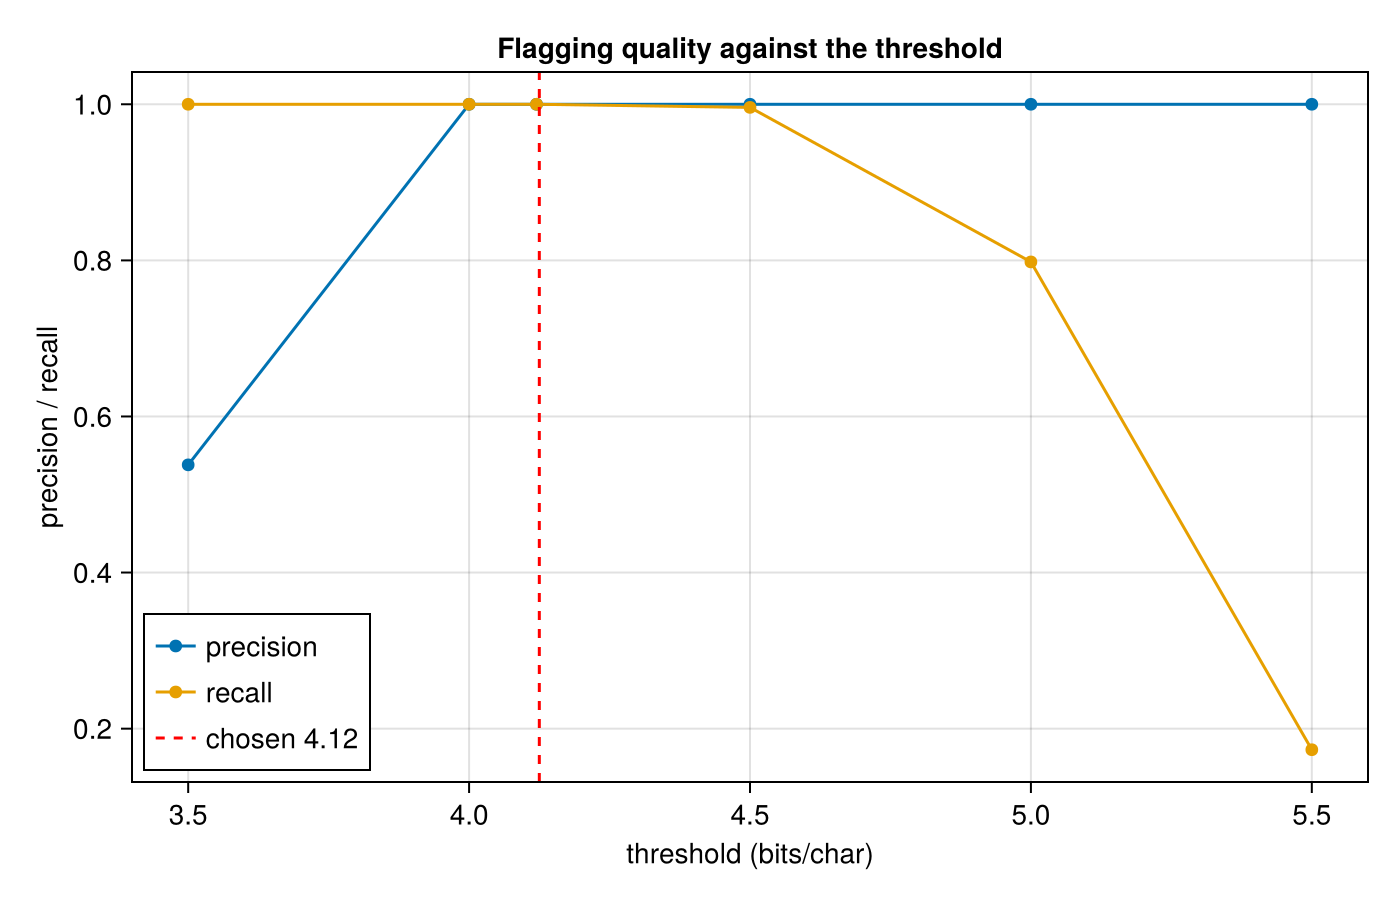 Flagging quality against the threshold
1.0
0.8
0.6
0.4
0.2
precision / recall
precision
recall
chosen 4.12
3.5 4.0 4.5 5.0 5.5
threshold (bits/char)